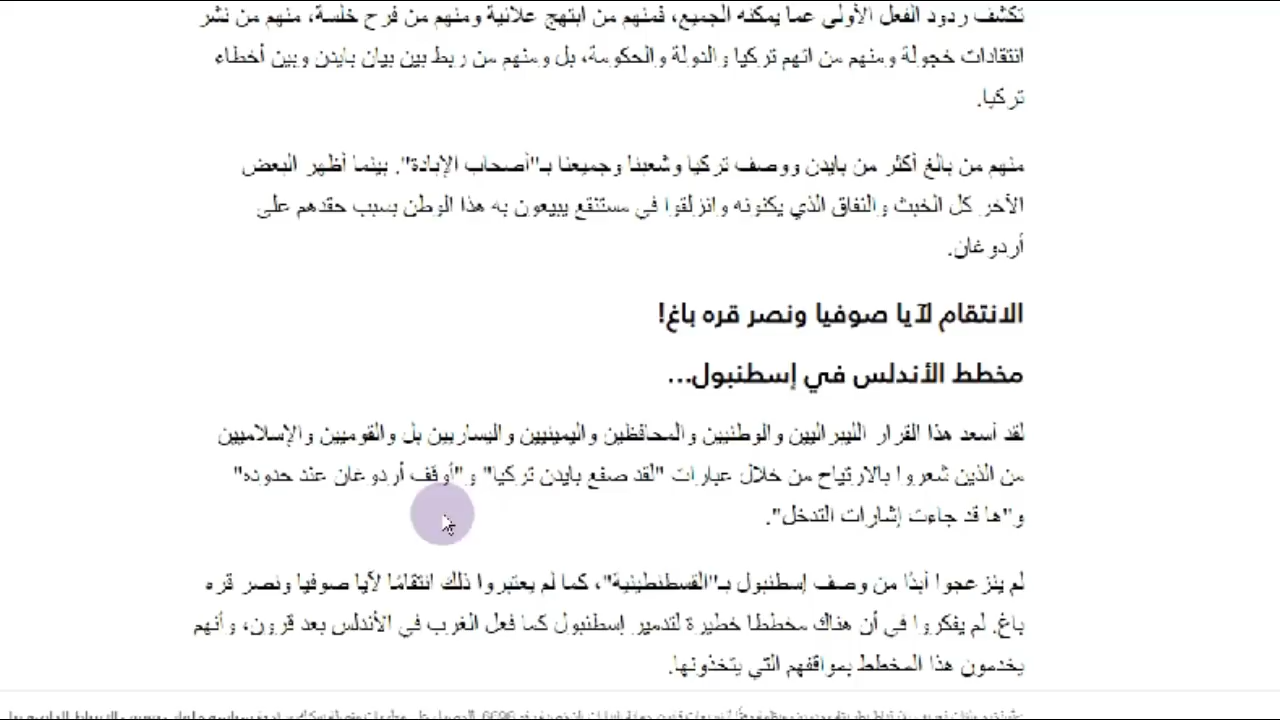 تكشف ردود الفعل الأولى عما يمكنه الجميع، فمنهم من ابتهج علانية ومنهم من فرح خلسة، منهم من نشر
انتقادات خجولة ومنهم من اتهم تركيا والدولة والحكومة، بل ومنهم من ربط بين بيان بايدن وبين أخطاء
تركيا.
منهم من بالغ أكثر من بايدن ووصف تركيا وشعبنا وجميعنا بـ"أصحاب الإبادة". بينما أظهر البعض
الآخر كل الخبث والنفاق الذي يكنونه وانزلقوا في مستنقع يبيعون به هذا الوطن بسبب حقدهم على
أردوغان.
الانتقام لآيا صوفيا ونصر قره باغ!
مخطط الأندلس في إسطنبول...
لقد أسعد هذا القرار الليبراليين والوطنيين والمحافظين واليمينيين واليساريين بل والقوميين والإسلاميين
من الذين شعروا بالارتياح من خلال عبارات "لقد صفع بايدن تركيا" و"أوقف أردوغان عند حدوده"
و"ها قد جاءت إشارات التدخل".
لم ينزعجوا أبدًا من وصف إسطنبول بـ"القسطنطينية"، كما لم يعتبروا ذلك انتقامًا لآيا صوفيا ونصر قره
باغ. لم يفكروا في أن هناك مخططا خطيرة لتدمير إسطنبول كما فعل الغرب في الأندلس بعد قرون، وأنهم
يخدمون هذا المخطط بمواقفهم التي يتخذونها.